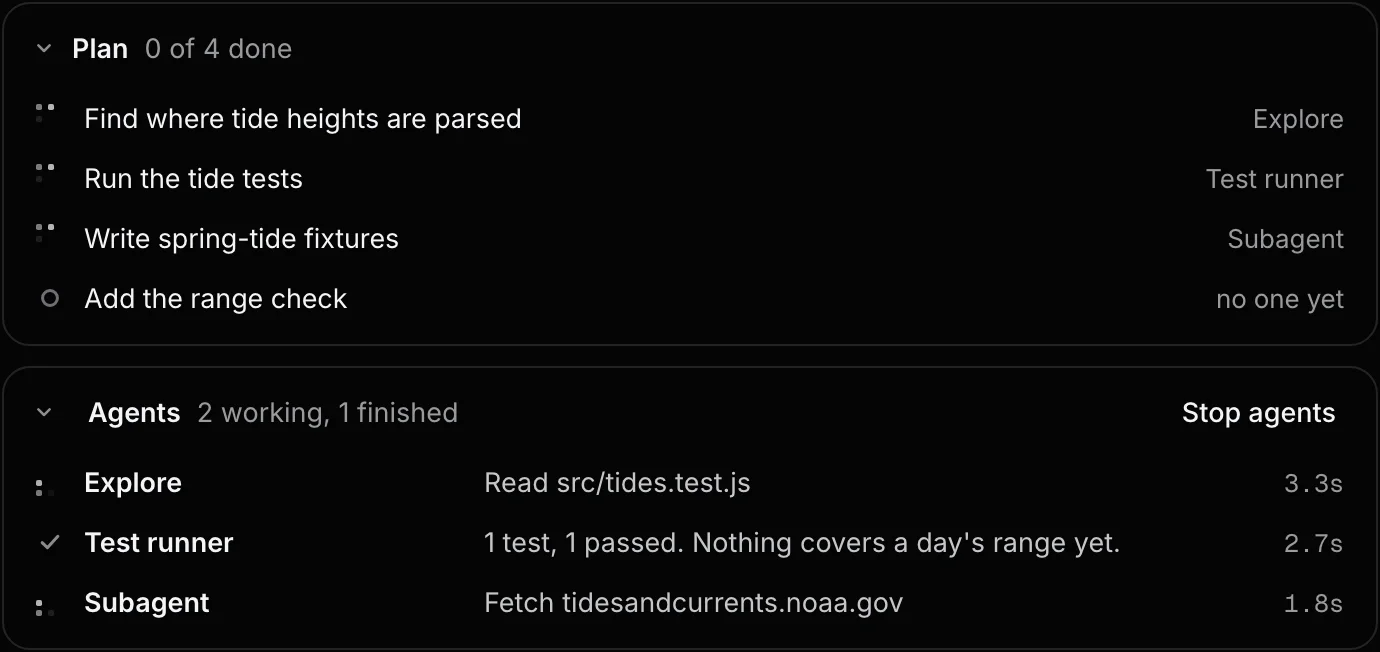 Plan 0 of 4 done
Find where tide heights are parsed Explore
Run the tide tests Test runner
Write spring-tide fixtures Subagent
Add the range check no one yet
Agents 2 working, 1 finished Stop agents
Explore Read src/tides.test.js 3.3s
Test runner 1 test, 1 passed. Nothing covers a day's range yet. 2.7s
Subagent Fetch tidesandcurrents.noaa.gov 1.8s